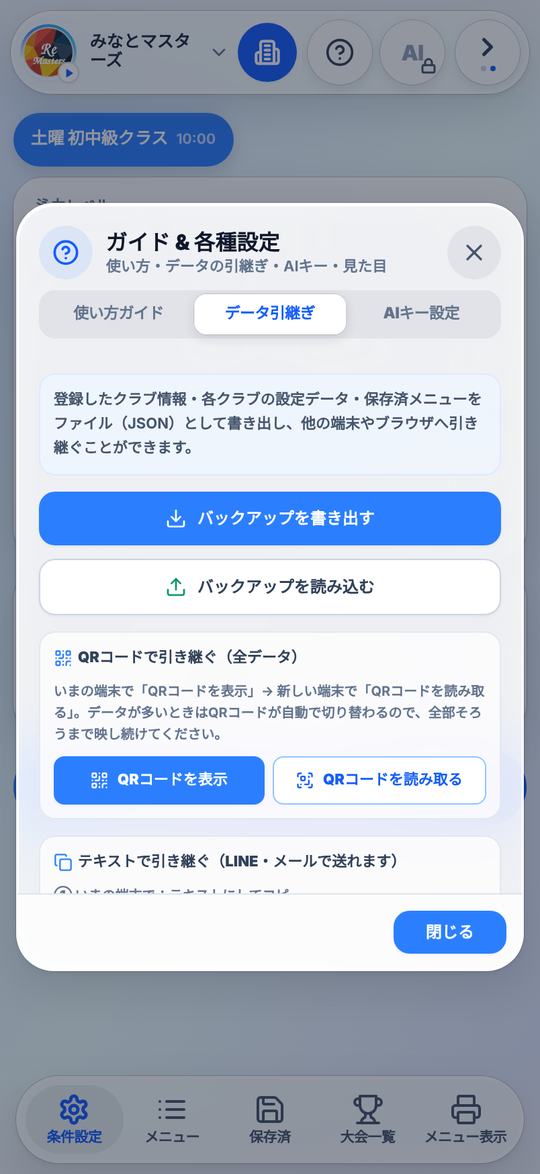 Re
Masters
みなとマスターズ
AI
土曜 初中級クラス 10:00
ガイド & 各種設定
使い方・データの引継ぎ・AIキー・見た目
使い方ガイド
データ引継ぎ
AIキー設定
登録したクラブ情報・各クラブの設定データ・保存済メニューを
ファイル（JSON）として書き出し、他の端末やブラウザへ引き
継ぐことができます。
バックアップを書き出す
バックアップを読み込む
QRコードで引き継ぐ（全データ）
いまの端末で「QRコードを表示」→ 新しい端末で「QRコードを読み取
る」。データが多いときはQRコードが自動で切り替わるので、全部そろ
うまで映し続けてください。
QRコードを表示
QRコードを読み取る
テキストで引き継ぐ（LINE・メールで送れます）
閉じる
条件設定
メニュー
保存済
大会一覧
メニュー表示